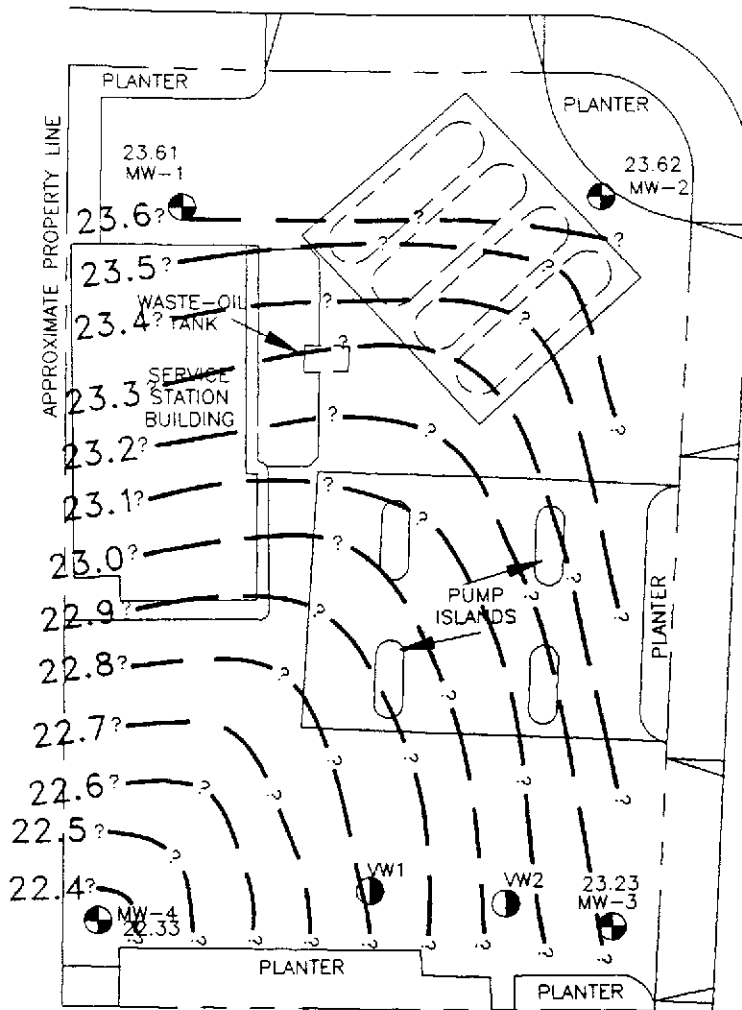 PLANTER
PLANTER
APPROXIMATE PROPERTY LINE
23.61
MW-1
23.62
MW-2
23.6?
?
?
23.5?
?
?
WASTE-OIL
TANK
23.4?
?
?
?
SERVICE
STATION
BUILDING
23.3?
?
?
23.2?
?
?
23.1?
?
?
23.0?
?
?
PUMP
ISLANDS
?
?
PLANTER
22.9?
?
22.8?
?
?
22.7?
?
?
22.6?
?
?
?
?
?
?
22.5?
?
VW1
VW2
23.23
MW-3
22.4?
MW-4
22.33
?
?
?
?
?
?
?
?
?
PLANTER
PLANTER